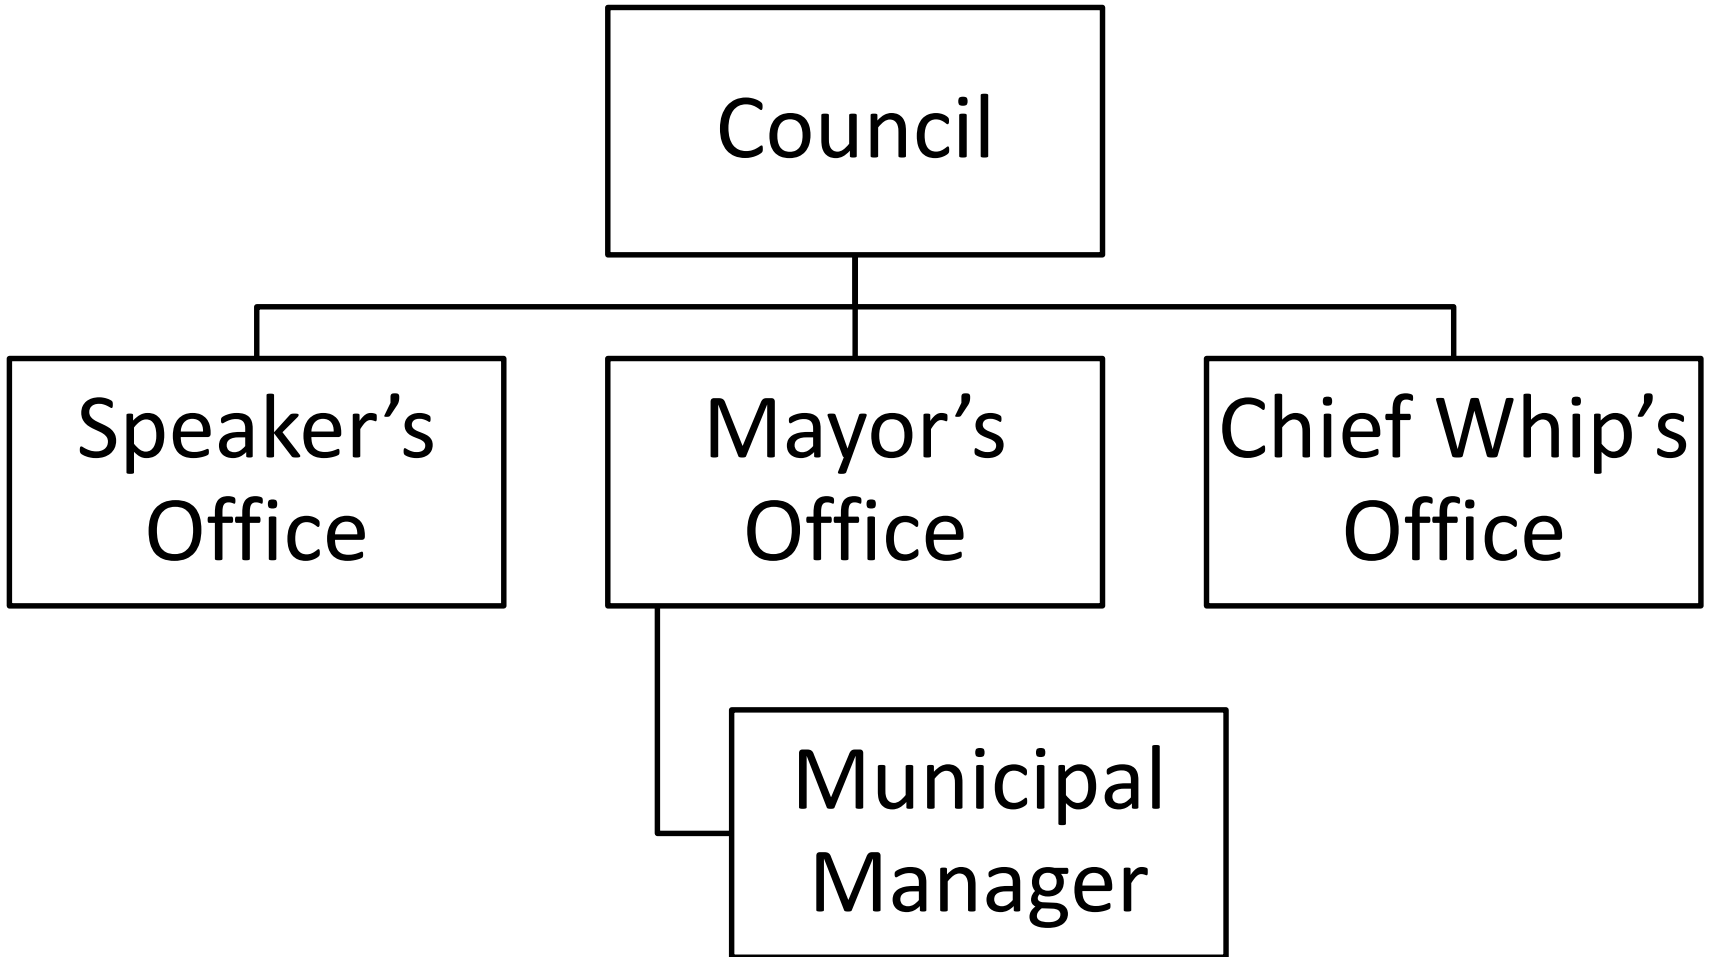 Council
Speaker’s
Office
Mayor’s
Office
Chief Whip’s
Office
Municipal
Manager